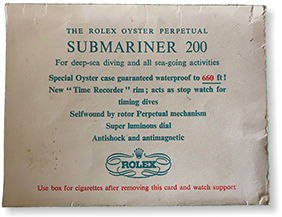 THE ROLEX OYSTER PERPETUAL
SUBMARINER 200
For deep-sea diving and all sea-going activities
Special Oyster case guaranteed waterproof to 660 ft !
New "Time Recorder" rim ; acts as stop watch for
timing dives
Selfwound by rotor Perpetual mechanism
Super luminous dial
Antishock and antimagnetic
ROLEX
Use box for cigarettes after removing this card and watch support